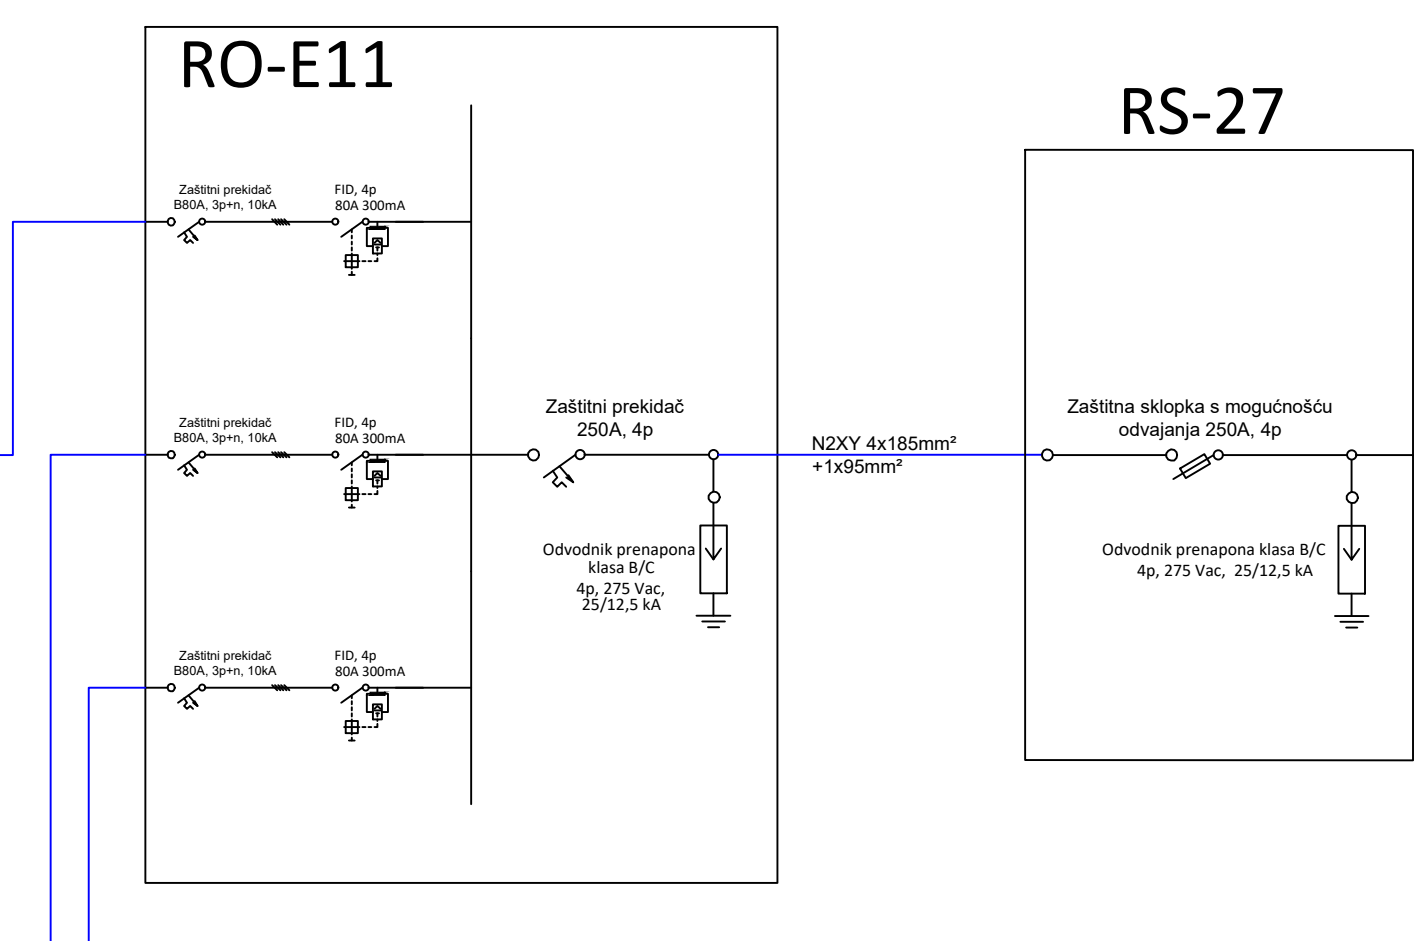 RO-E11
RS-27
Zaštitni prekidač
B80A, 3p+n, 10kA
FID, 4p
80A 300mA
Zaštitni prekidač
B80A, 3p+n, 10kA
FID, 4p
80A 300mA
Zaštitni prekidač
250A, 4p
N2XY 4x185mm²
+1x95mm²
Zaštitna sklopka s mogućnošću
odvajanja 250A, 4p
Odvodnik prenapona
klasa B/C
4p, 275 Vac,
25/12,5 kA
Odvodnik prenapona klasa B/C
4p, 275 Vac, 25/12,5 kA
Zaštitni prekidač
B80A, 3p+n, 10kA
FID, 4p
80A 300mA